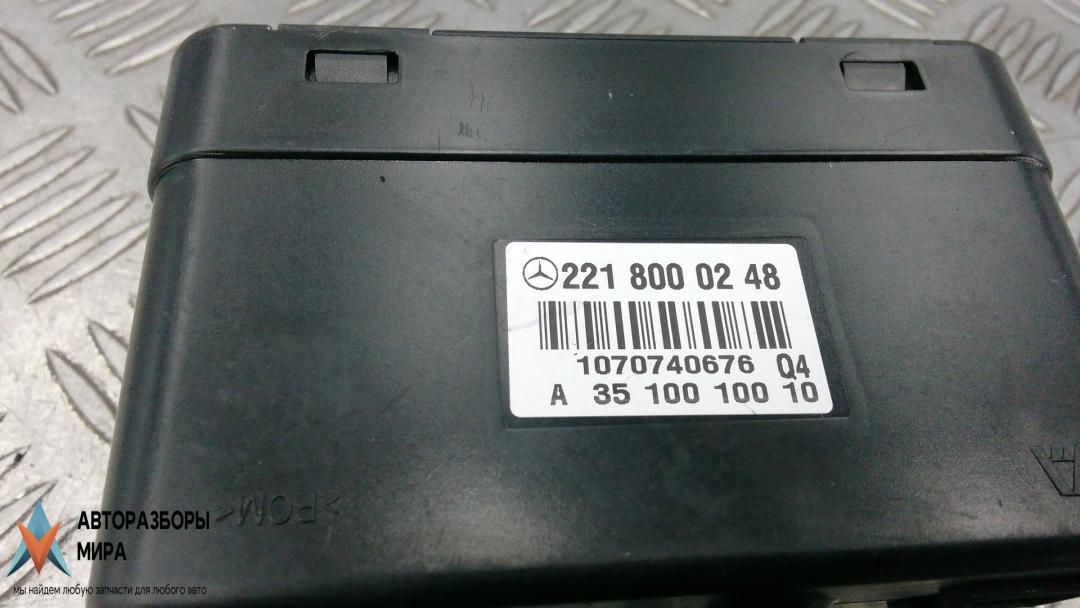 221 800 02 48
1070740676 Q4
A 35 100 100 10
>POM<
АВТОРАЗБОРЫ
МИРА
мы найдем любую запчасти для любого авто